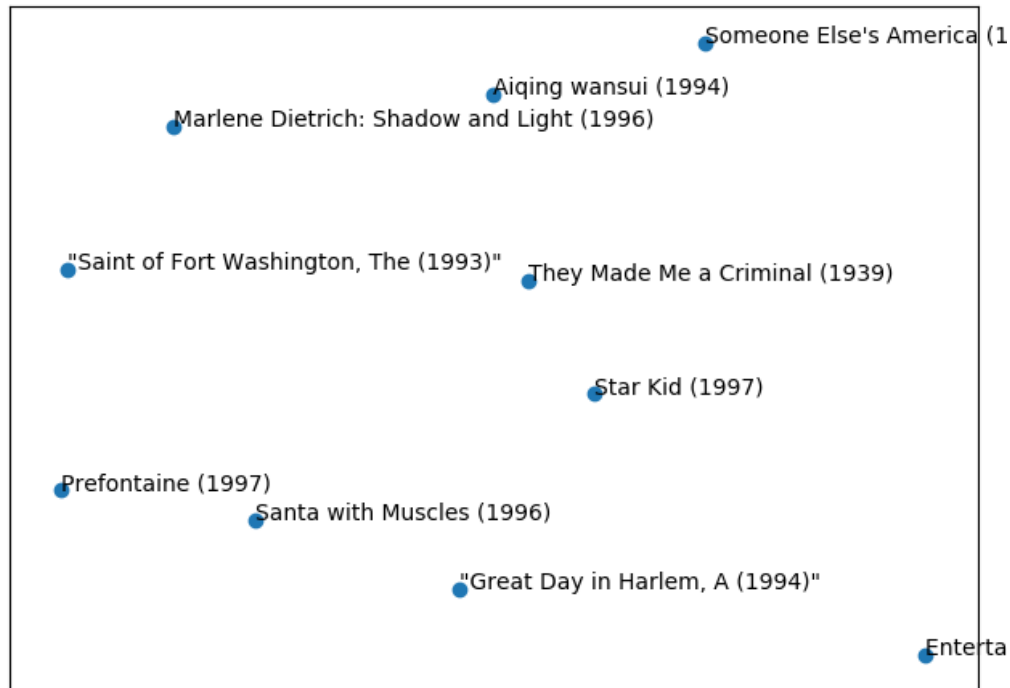 Someone Else's America (1
Aiqing wansui (1994)
Marlene Dietrich: Shadow and Light (1996)
"Saint of Fort Washington, The (1993)"
They Made Me a Criminal (1939)
Star Kid (1997)
Prefontaine (1997)
Santa with Muscles (1996)
"Great Day in Harlem, A (1994)"
Enterta